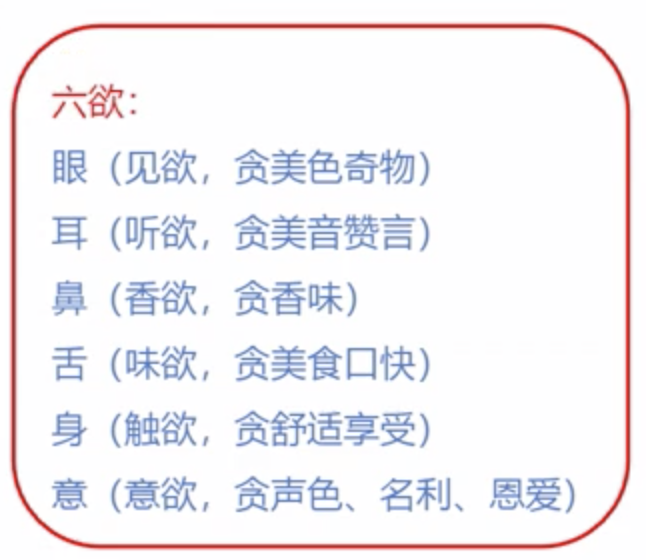 六欲：
眼（见欲，贪美色奇物）
耳（听欲，贪美音赞言）
鼻（香欲，贪香味）
舌（味欲，贪美食口快）
身（触欲，贪舒适享受）
意（意欲，贪声色、名利、恩爱）